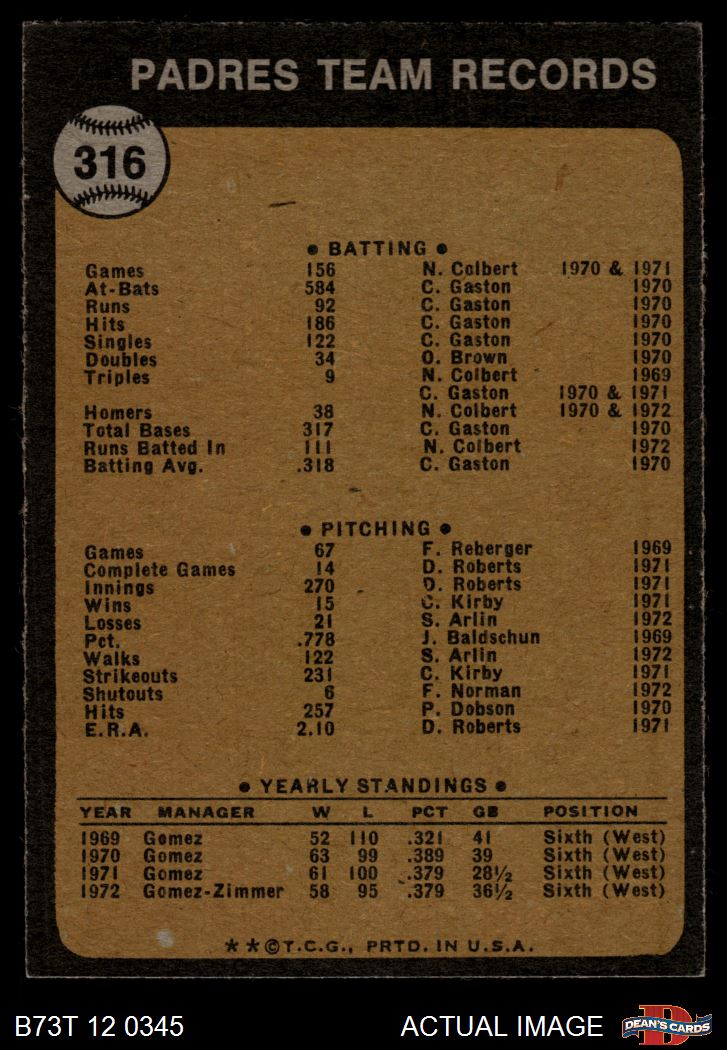 PADRES TEAM RECORDS
316
● BATTING ●
Games 156 N. Colbert 1970 & 1971
At-Bats 584 C. Gaston 1970
Runs 92 C. Gaston 1970
Hits 186 C. Gaston 1970
Singles 122 C. Gaston 1970
Doubles 34 O. Brown 1970
Triples 9 N. Colbert 1969
C. Gaston 1970 & 1971
Homers 38 N. Colbert 1970 & 1972
Total Bases 317 C. Gaston 1970
Runs Batted In 111 N. Colbert 1972
Batting Avg. .318 C. Gaston 1970
● PITCHING ●
Games 67 F. Reberger 1969
Complete Games 14 D. Roberts 1971
Innings 270 D. Roberts 1971
Wins 15 C. Kirby 1971
Losses 21 S. Arlin 1972
Pct. .778 J. Baldschun 1969
Walks 122 S. Arlin 1972
Strikeouts 231 C. Kirby 1971
Shutouts 6 F. Norman 1972
Hits 257 P. Dobson 1970
E.R.A. 2.10 D. Roberts 1971
● YEARLY STANDINGS ●
YEAR MANAGER W L PCT GB POSITION
1969 Gomez 52 110 .321 41 Sixth (West)
1970 Gomez 63 99 .389 39 Sixth (West)
1971 Gomez 61 100 .379 28½ Sixth (West)
1972 Gomez-Zimmer 58 95 .379 36½ Sixth (West)
★★©T.C.G., PRTD. IN U.S.A.
B73T 12 0345 ACTUAL IMAGE D DEAN'S CARDS